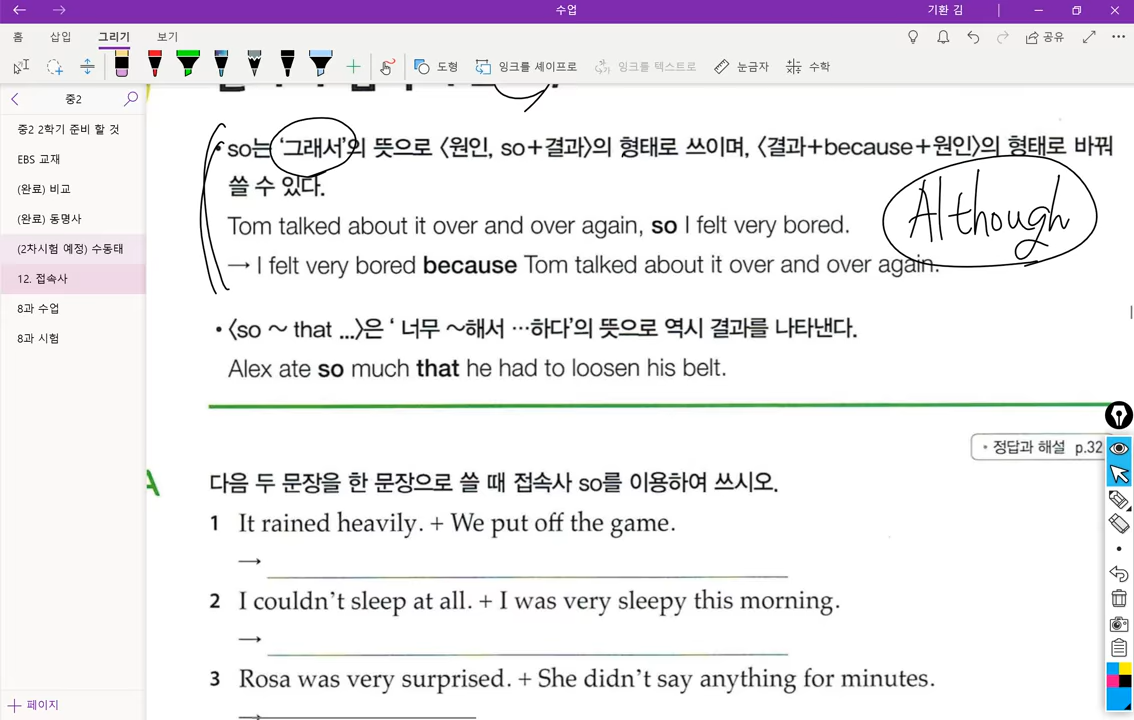 수업
기환 김
홈
삽입
그리기
보기
공유
도형
잉크를 셰이프로
잉크를 텍스트로
눈금자
수학
중2
중2 2학기 준비 할 것
EBS 교재
(완료) 비교
(완료) 동명사
(2차시험 예정) 수동태
12. 접속사
8과 수업
8과 시험
페이지
• so는 '그래서'의 뜻으로 〈원인, so+결과〉의 형태로 쓰이며, 〈결과+because+원인〉의 형태로 바꿔
쓸 수 있다.
Although
Tom talked about it over and over again, so I felt very bored.
→ I felt very bored because Tom talked about it over and over again.
• 〈so ~ that ...〉은 ' 너무 ~해서 …하다'의 뜻으로 역시 결과를 나타낸다.
Alex ate so much that he had to loosen his belt.
• 정답과 해설 p.32
A 다음 두 문장을 한 문장으로 쓸 때 접속사 so를 이용하여 쓰시오.
1 It rained heavily. + We put off the game.
→
2 I couldn't sleep at all. + I was very sleepy this morning.
→
3 Rosa was very surprised. + She didn't say anything for minutes.
→